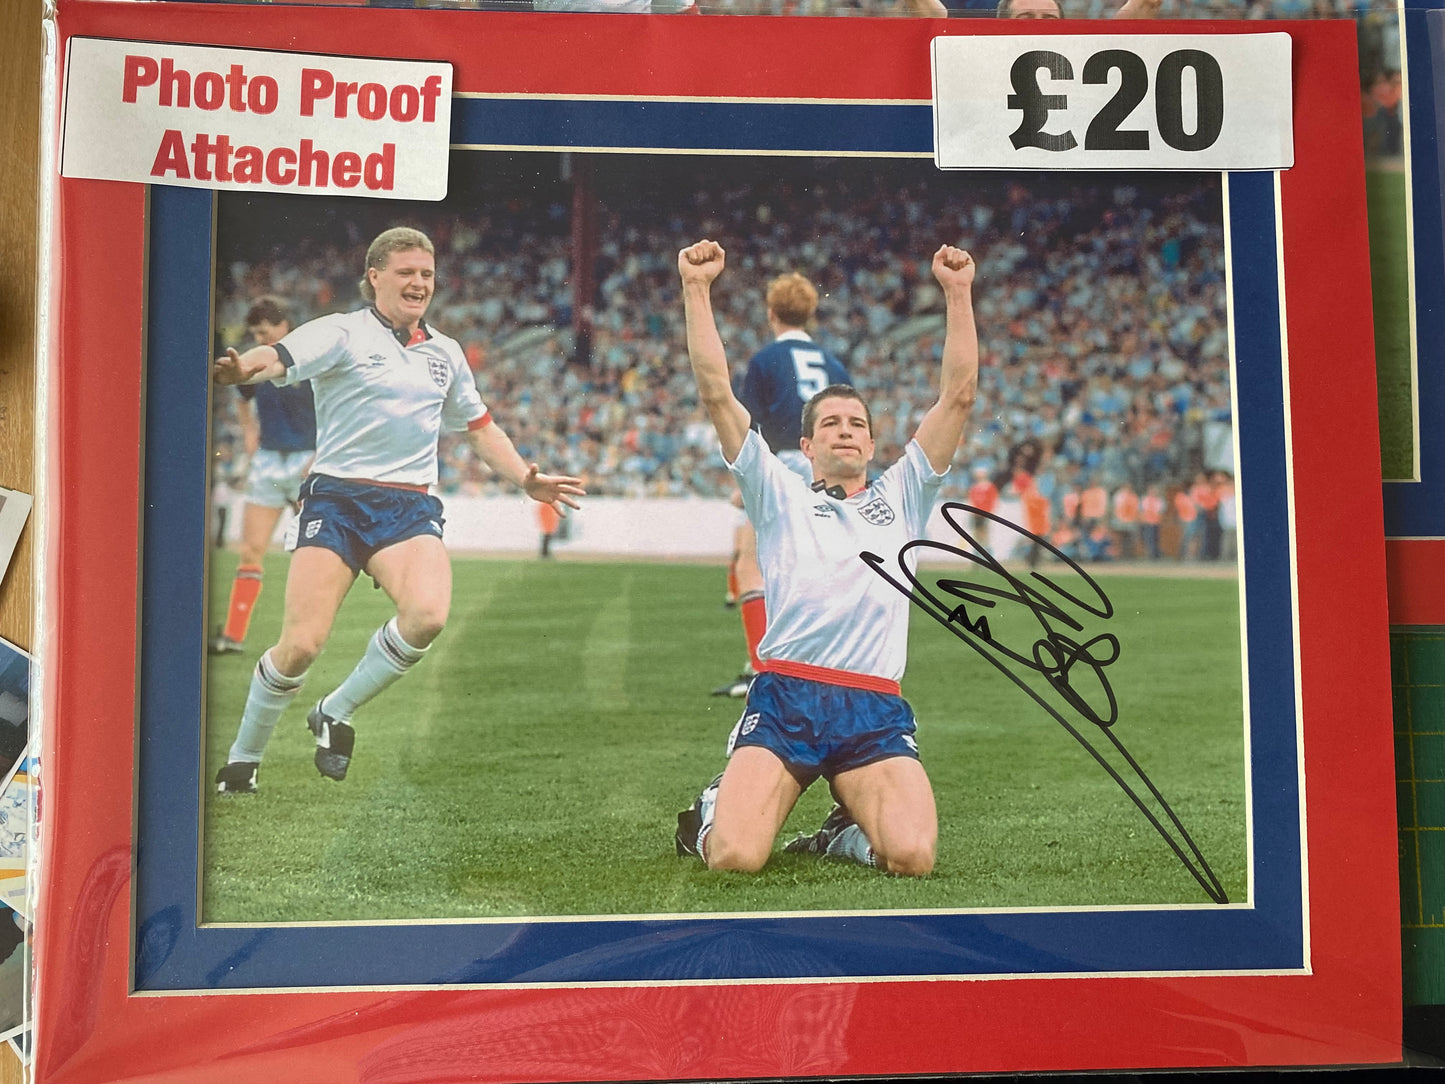 Photo Proof
Attached
£20
5